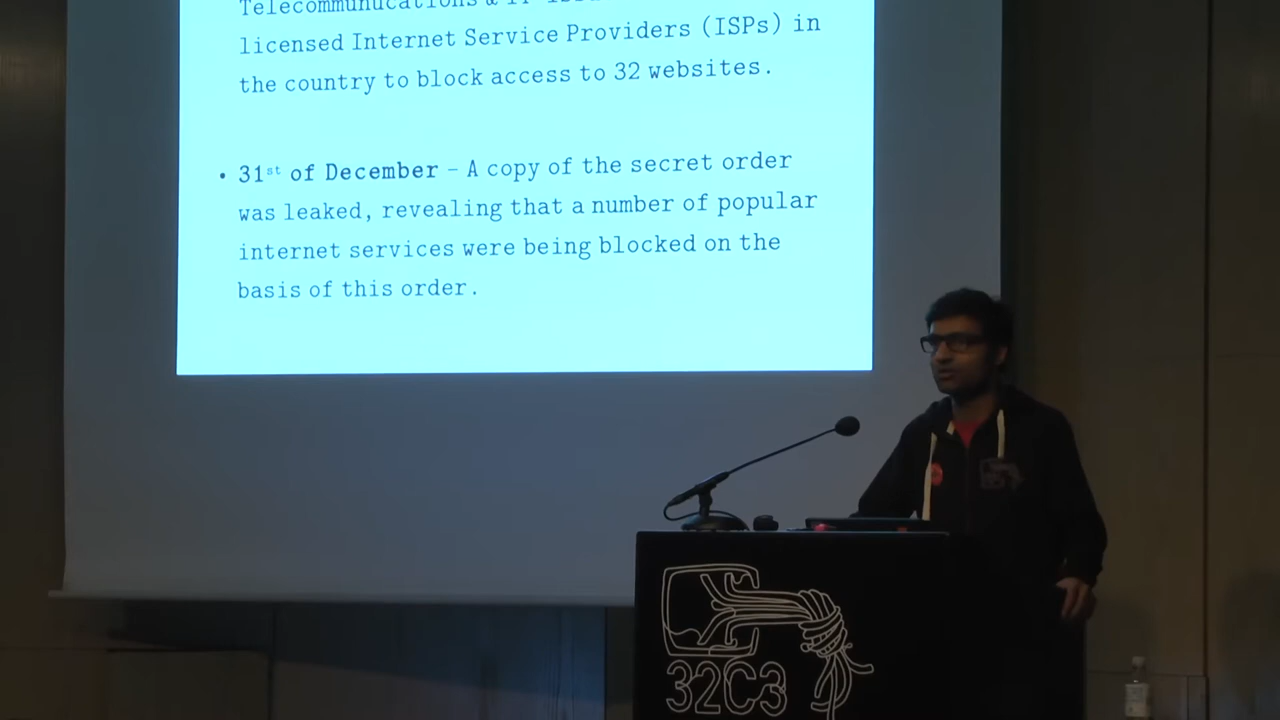 licensed Internet Service Providers (ISPs) in
the country to block access to 32 websites.
• 31st of December – A copy of the secret order
was leaked, revealing that a number of popular
internet services were being blocked on the
basis of this order.
32C3